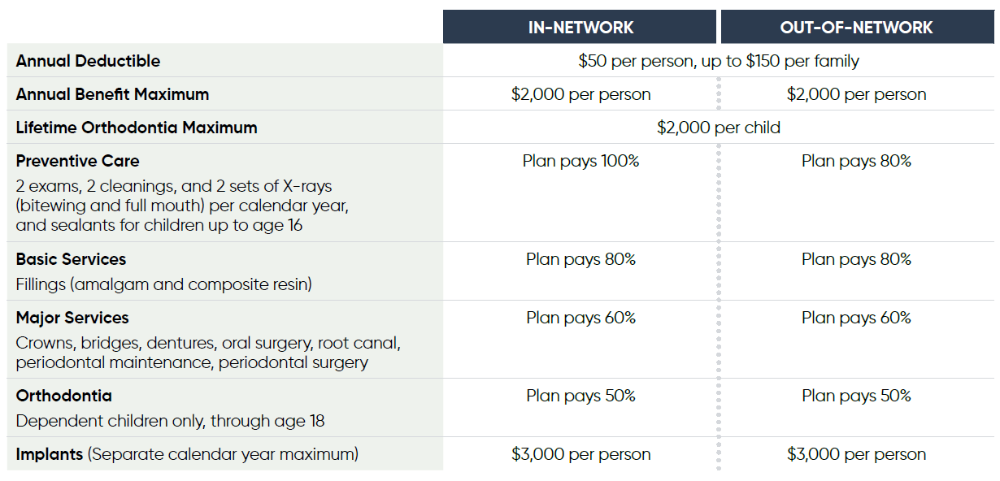 IN-NETWORK OUT-OF-NETWORK
Annual Deductible $50 per person, up to $150 per family
Annual Benefit Maximum $2,000 per person $2,000 per person
Lifetime Orthodontia Maximum $2,000 per child
Preventive Care Plan pays 100% Plan pays 80%
2 exams, 2 cleanings, and 2 sets of X-rays
(bitewing and full mouth) per calendar year,
and sealants for children up to age 16
Basic Services Plan pays 80% Plan pays 80%
Fillings (amalgam and composite resin)
Major Services Plan pays 60% Plan pays 60%
Crowns, bridges, dentures, oral surgery, root canal,
periodontal maintenance, periodontal surgery
Orthodontia Plan pays 50% Plan pays 50%
Dependent children only, through age 18
Implants (Separate calendar year maximum) $3,000 per person $3,000 per person